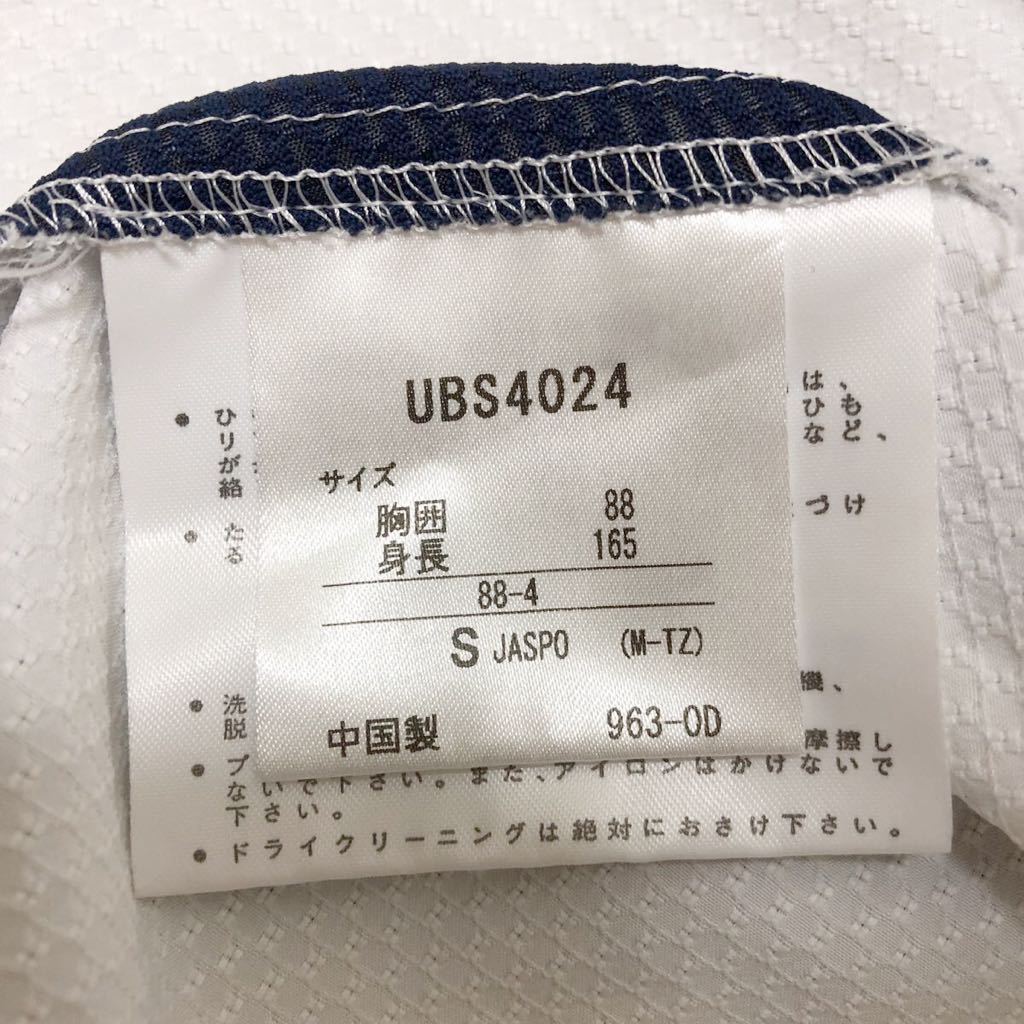 UBS4024
サイズ
胸囲 88
身長 165
88-4
S JASPO (M-TZ)
中国製 963-0D
• ひ は、
り ひも
が など、
絡
• たる づけ
• 洗 機、
脱
• プ 摩擦し
ないで下さい。また、アイロンはかけないで
下さい。
• ドライクリーニングは絶対におさけ下さい。